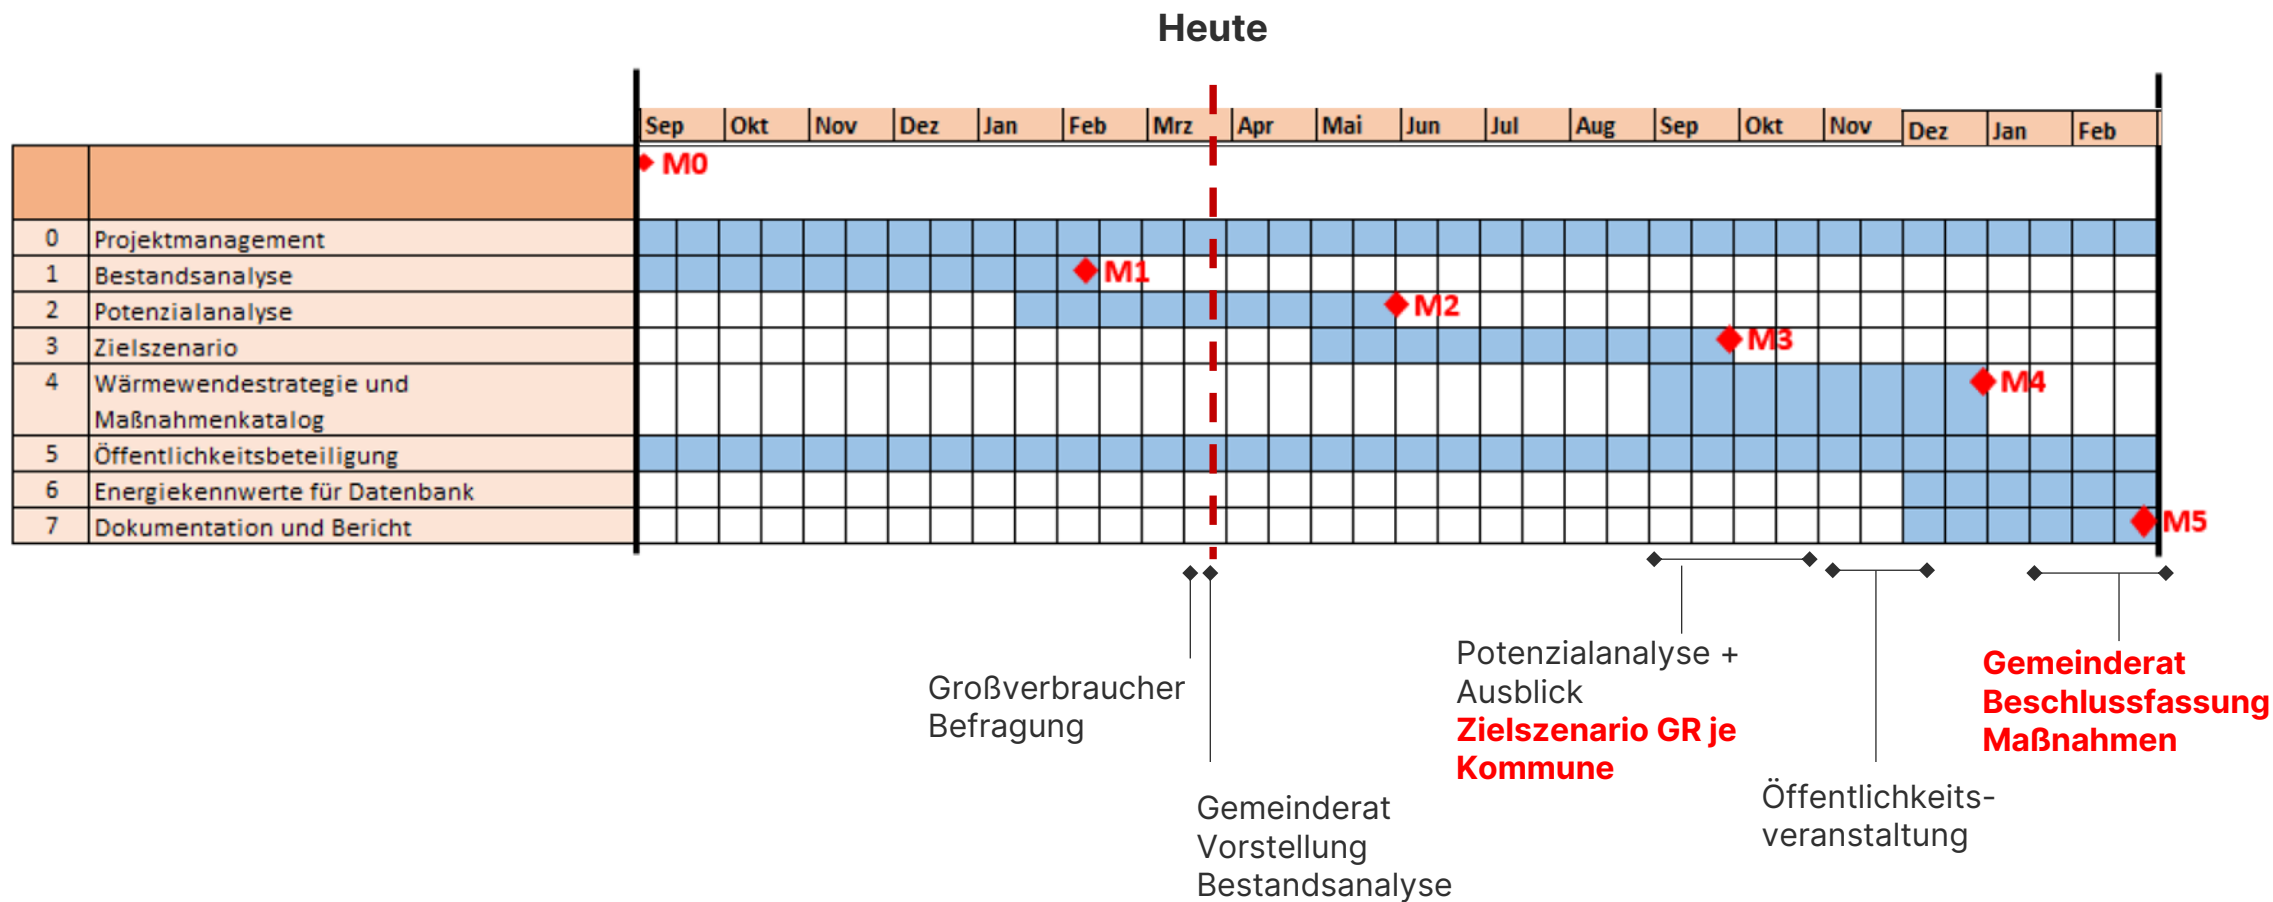 Heute
Sep Okt Nov Dez Jan Feb Mrz Apr Mai Jun Jul Aug Sep Okt Nov Dez Jan Feb
M0
0 Projektmanagement
1 Bestandsanalyse M1
2 Potenzialanalyse M2
3 Zielszenario M3
4 Wärmewendestrategie und M4
Maßnahmenkatalog
5 Öffentlichkeitsbeteiligung
6 Energiekennwerte für Datenbank
7 Dokumentation und Bericht M5
Großverbraucher
Befragung
Gemeinderat
Vorstellung
Bestandsanalyse
Potenzialanalyse +
Ausblick
Zielszenario GR je
Kommune
Öffentlichkeits-
veranstaltung
Gemeinderat
Beschlussfassung
Maßnahmen